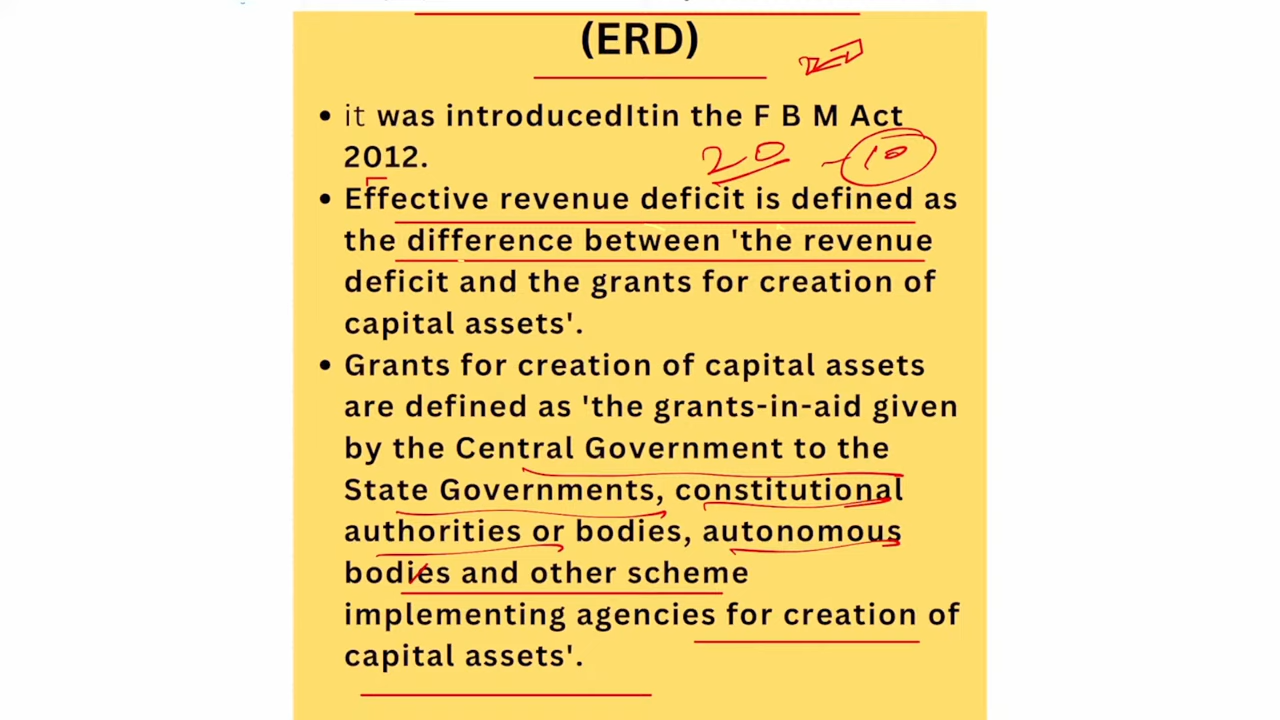 (ERD)
it was introducedItin the F B M Act
2012.
20 - 10
Effective revenue deficit is defined as
the difference between 'the revenue
deficit and the grants for creation of
capital assets'.
Grants for creation of capital assets
are defined as 'the grants-in-aid given
by the Central Government to the
State Governments, constitutional
authorities or bodies, autonomous
bodies and other scheme
implementing agencies for creation of
capital assets'.